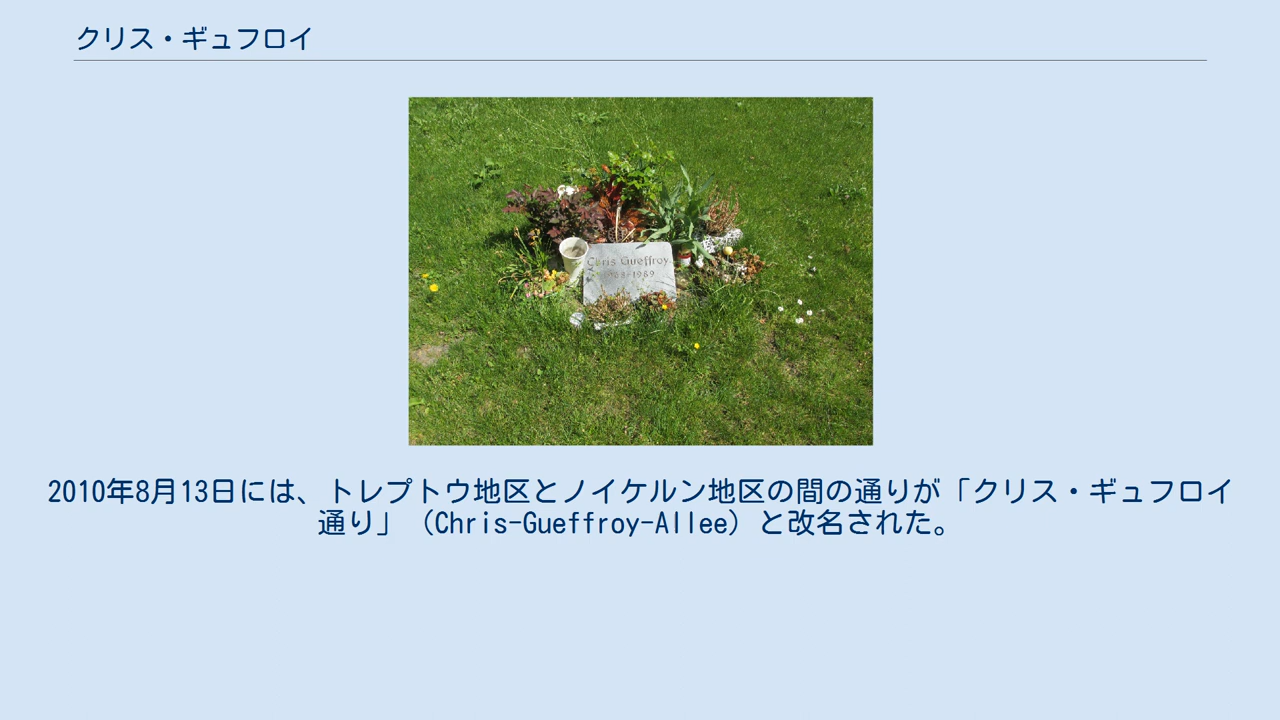 クリス・ギュフロイ
Chris Gueffroy
1968-1989
2010年8月13日には、トレプトウ地区とノイケルン地区の間の通りが「クリス・ギュフロイ
通り」（Chris-Gueffroy-Allee）と改名された。